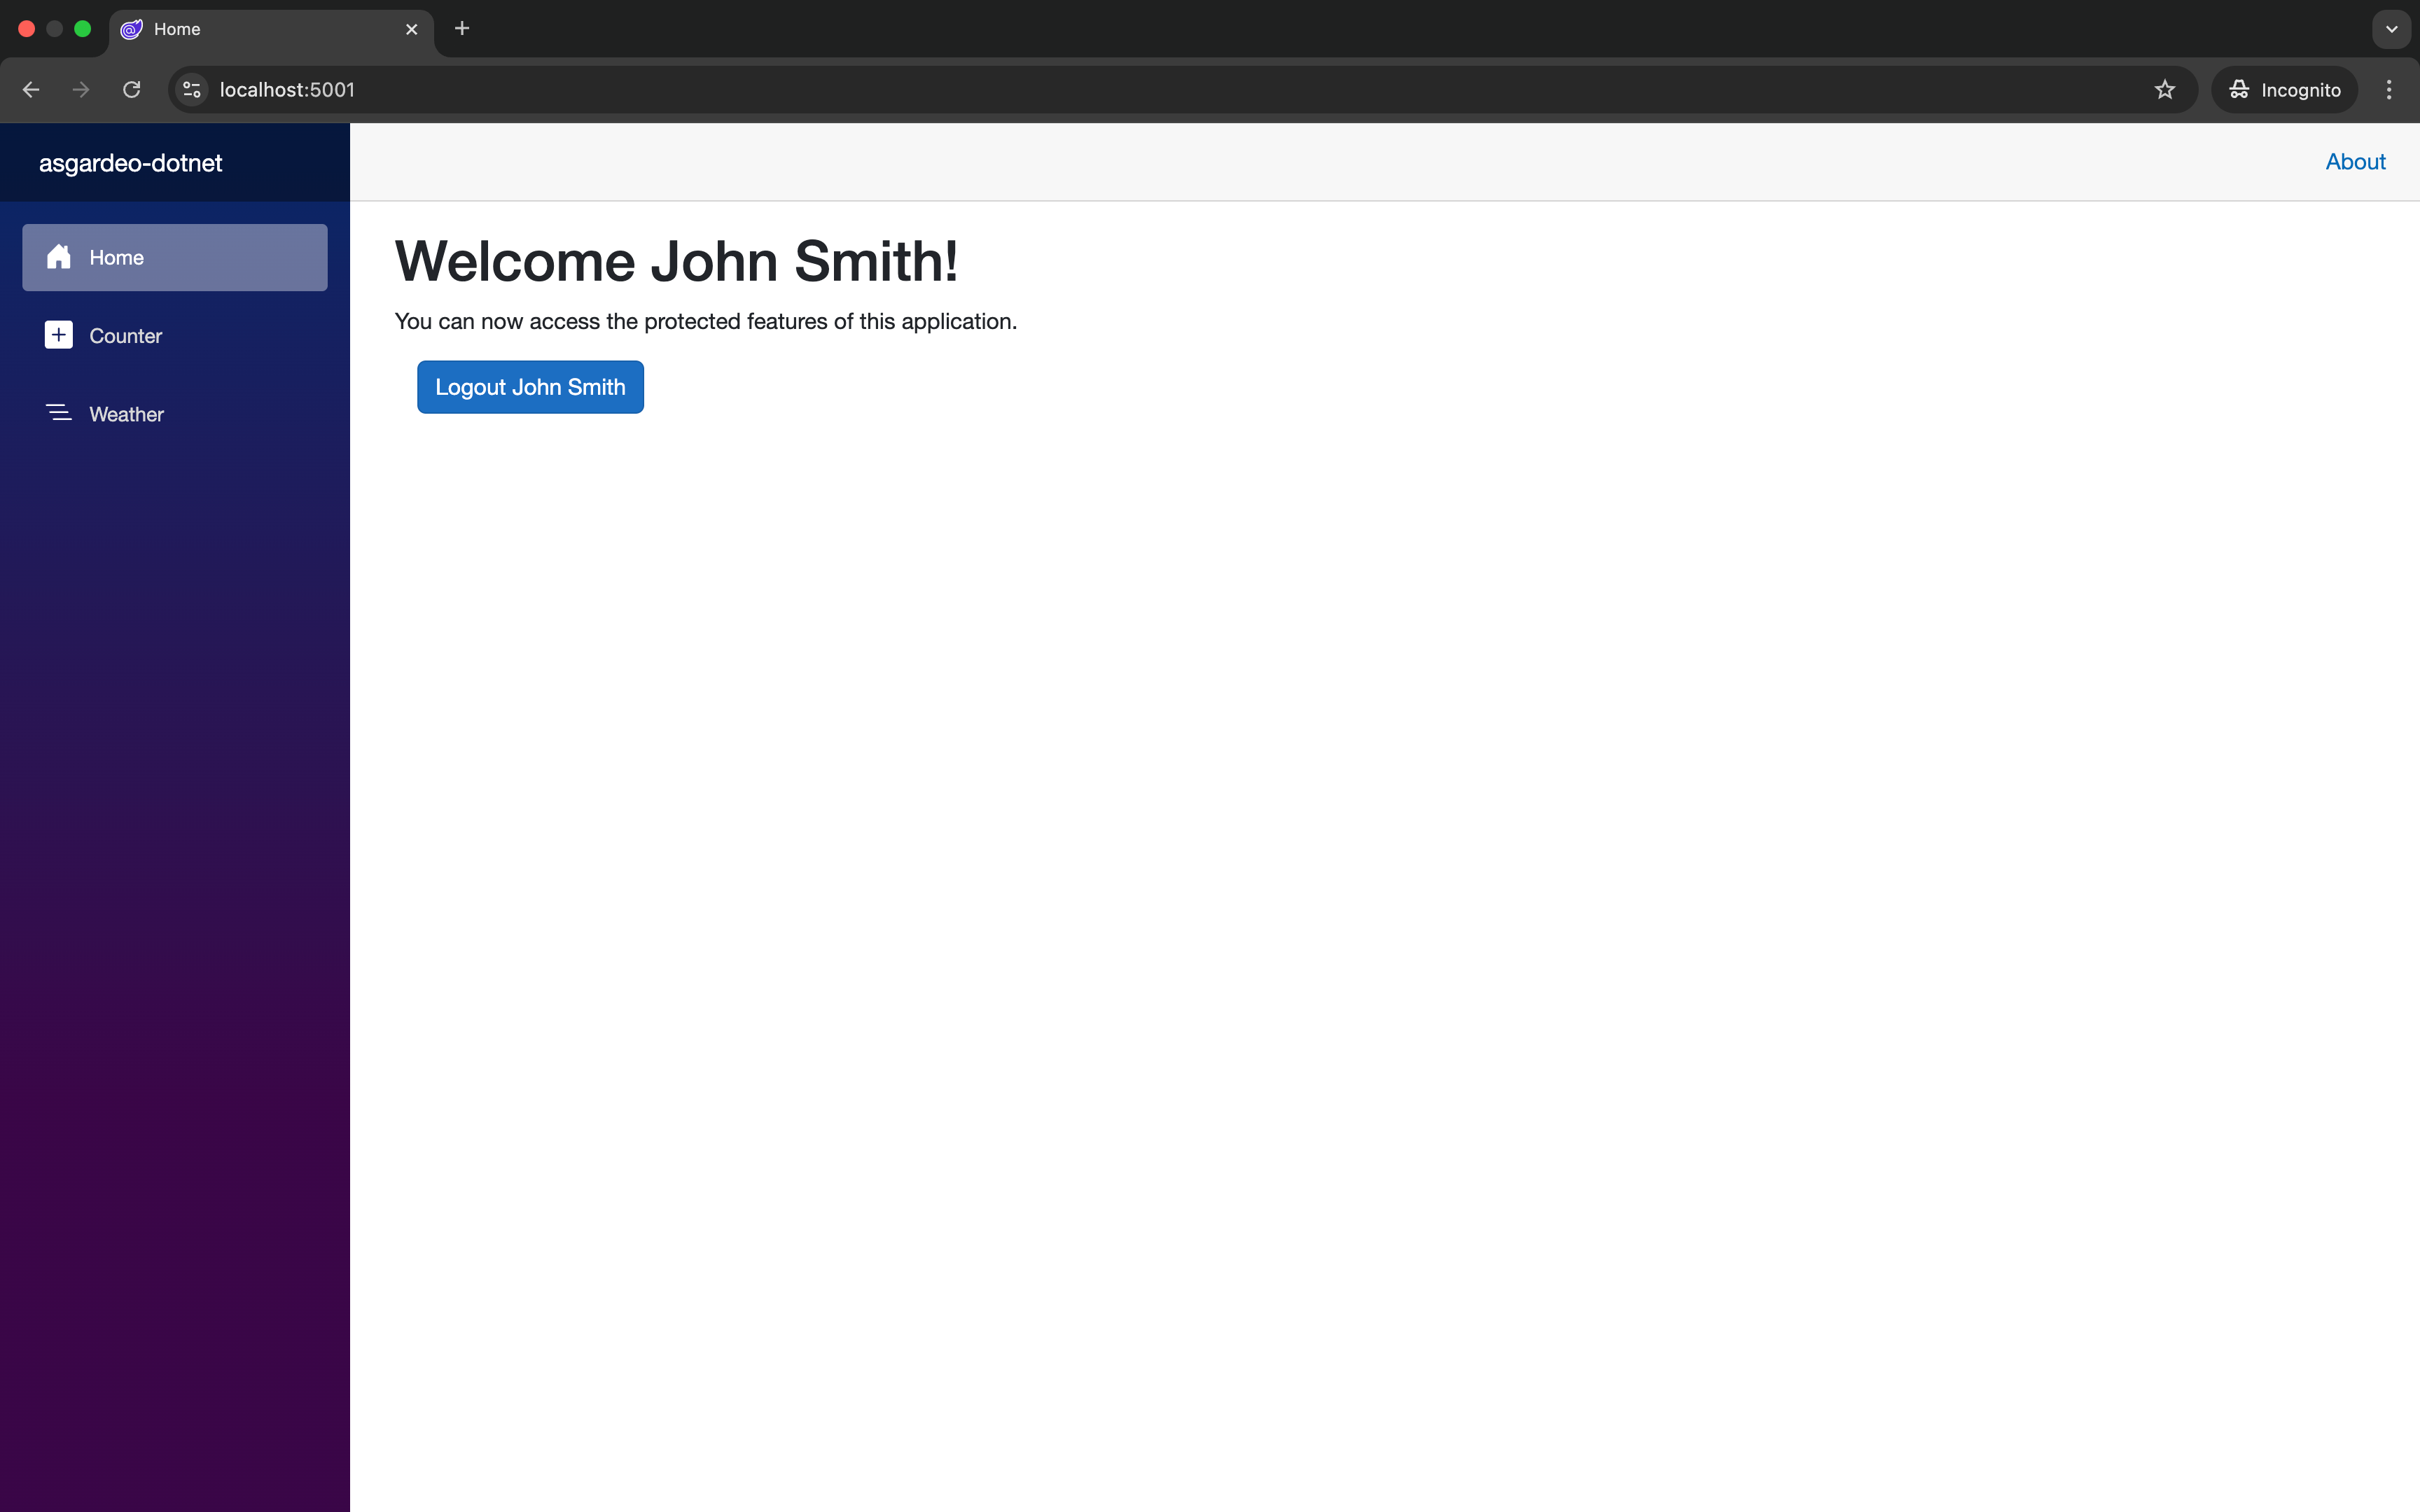 Home
localhost:5001
Incognito
asgardeo-dotnet
About
Home
Counter
Weather
Welcome John Smith!
You can now access the protected features of this application.
Logout John Smith